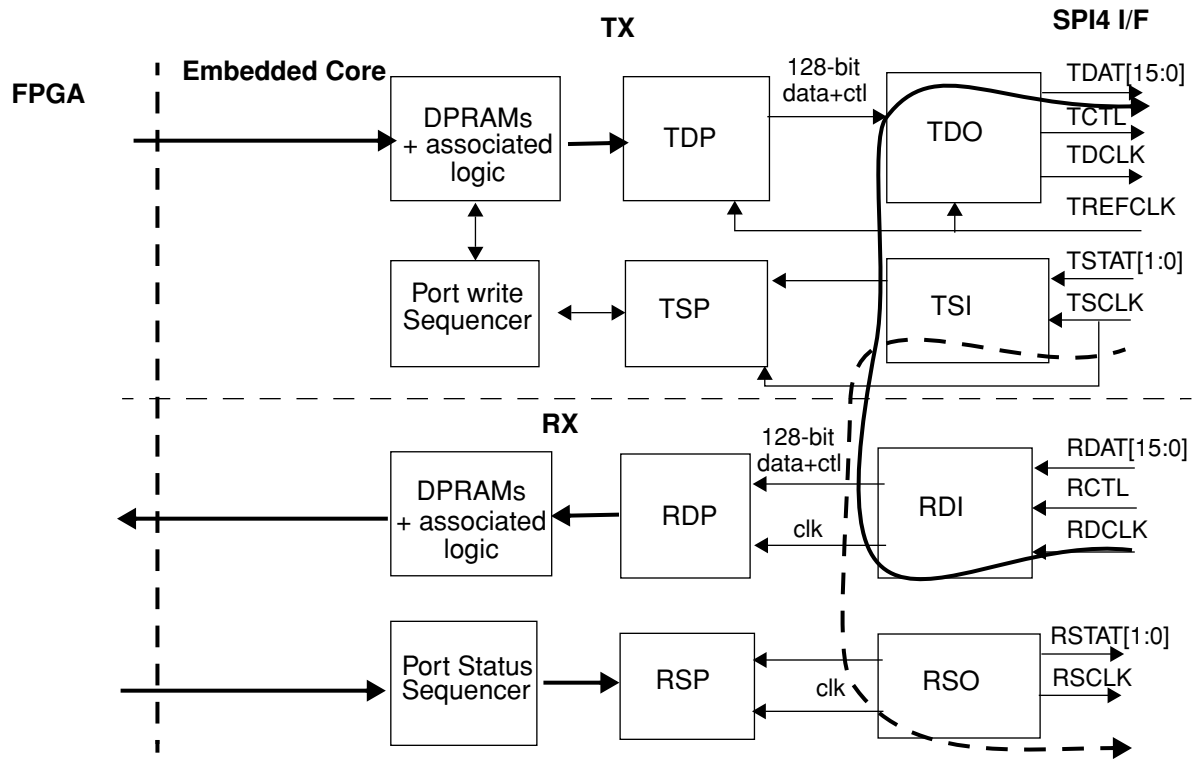 SPI4 I/F
TX
FPGA
Embedded Core
128-bit
data+ctl
TDAT[15:0]
TCTL
TDCLK
TREFCLK
DPRAMs
+ associated
logic
TDP
TDO
TSTAT[1:0]
TSCLK
Port write
Sequencer
TSP
TSI
RX
128-bit
data+ctl
RDAT[15:0]
RCTL
RDCLK
DPRAMs
+ associated
logic
RDP
clk
RDI
RSTAT[1:0]
RSCLK
Port Status
Sequencer
RSP
clk
RSO